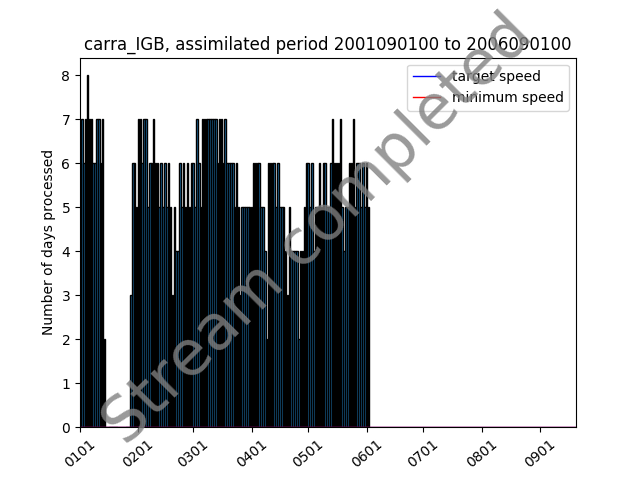 carra_IGB, assimilated period 2001090100 to 2006090100
target speed
minimum speed
Number of days processed
8
7
6
5
4
3
2
1
0
0101 0201 0301 0401 0501 0601 0701 0801 0901
Stream completed